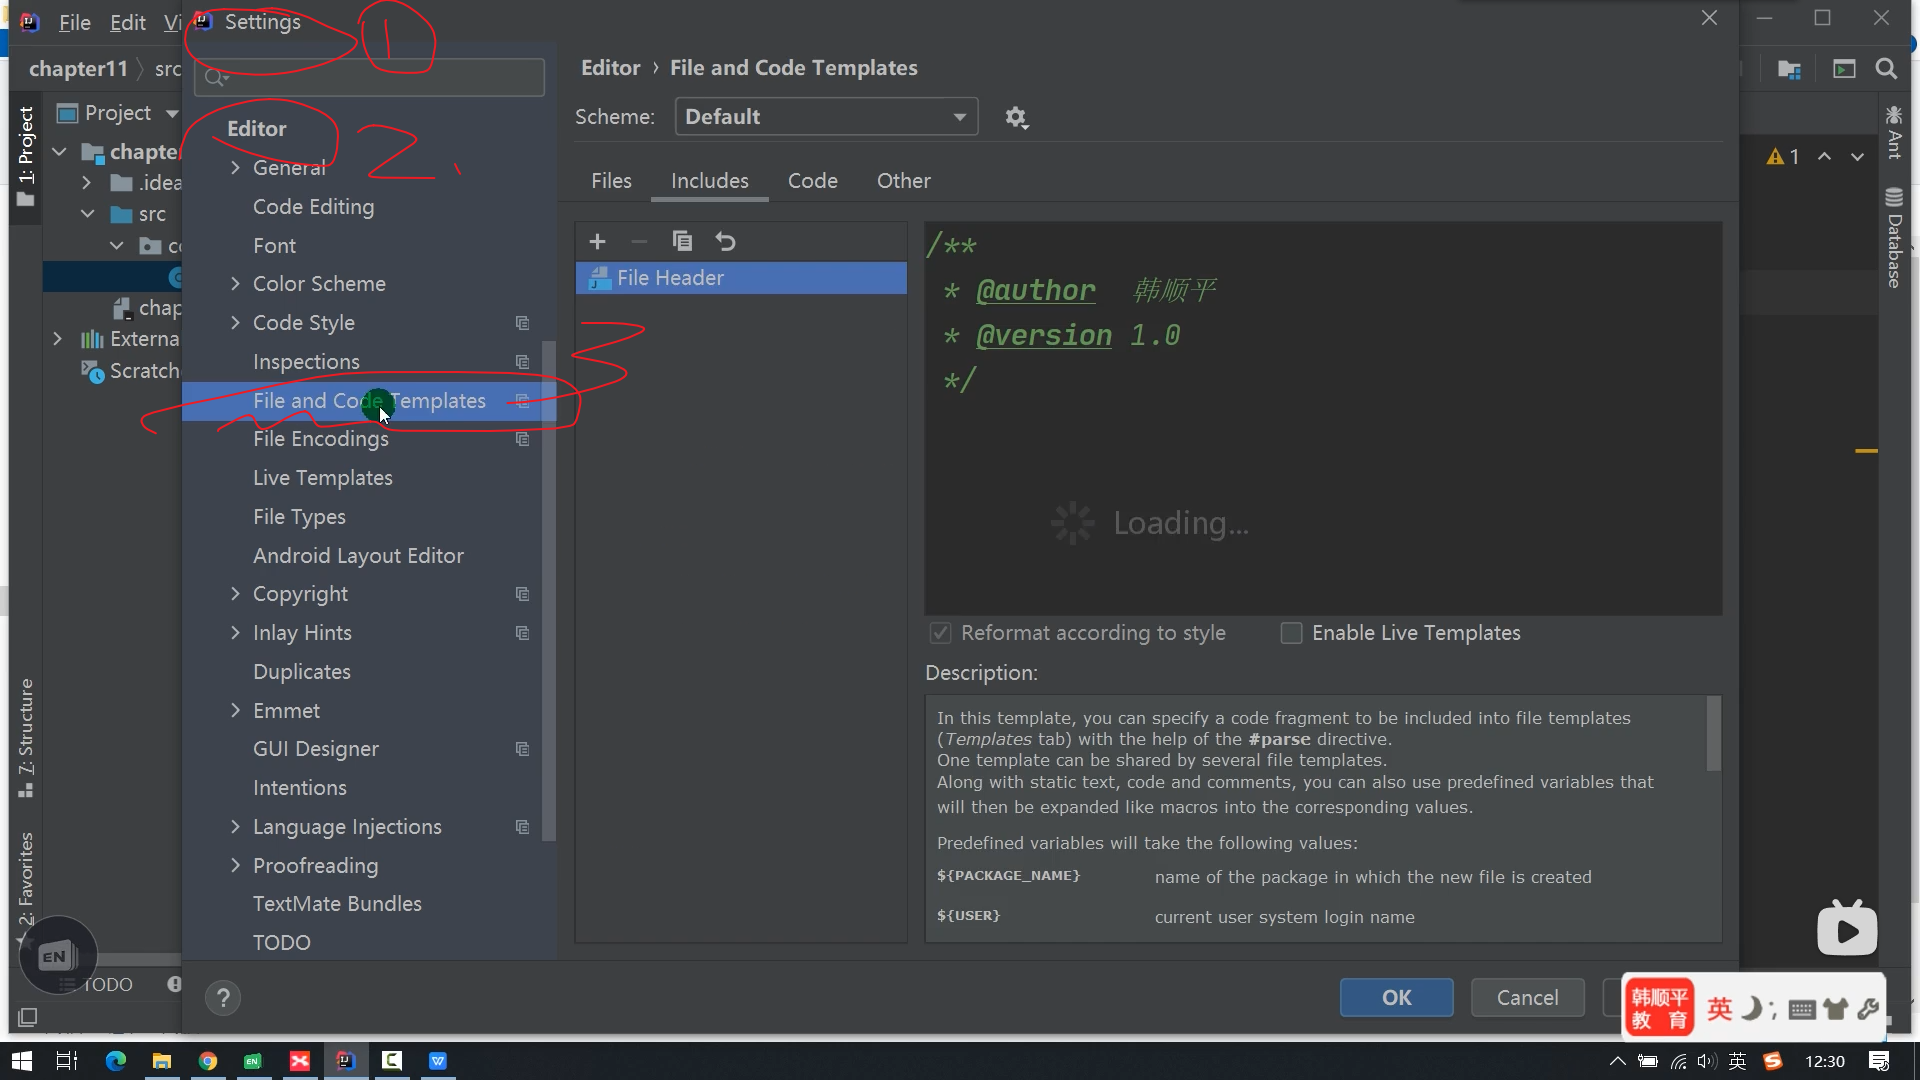 File Edit Vi
Settings
1
chapter11 src
Editor › File and Code Templates
1: Project
Project
Editor
2.
Scheme: Default
chapte
General
1
Ant
.idea
Files Includes Code Other
src
Code Editing
Database
Font
File Header
/**
Color Scheme
* @author 韩顺平
chap
Code Style
* @version 1.0
Externa
Inspections
*/
Scratch
File and Code Templates
3
File Encodings
Live Templates
File Types
Loading...
Android Layout Editor
Copyright
Inlay Hints
Reformat according to style Enable Live Templates
Duplicates
Description:
Emmet
In this template, you can specify a code fragment to be included into file templates
(Templates tab) with the help of the #parse directive.
One template can be shared by several file templates.
Along with static text, code and comments, you can also use predefined variables that
will then be expanded like macros into the corresponding values.
7: Structure
GUI Designer
Intentions
Language Injections
Predefined variables will take the following values:
Proofreading
${PACKAGE_NAME} name of the package in which the new file is created
2: Favorites
TextMate Bundles
${USER} current user system login name
TODO
EN
TODO
?
OK Cancel
韩顺平
教 育
英
EN
英 12:30